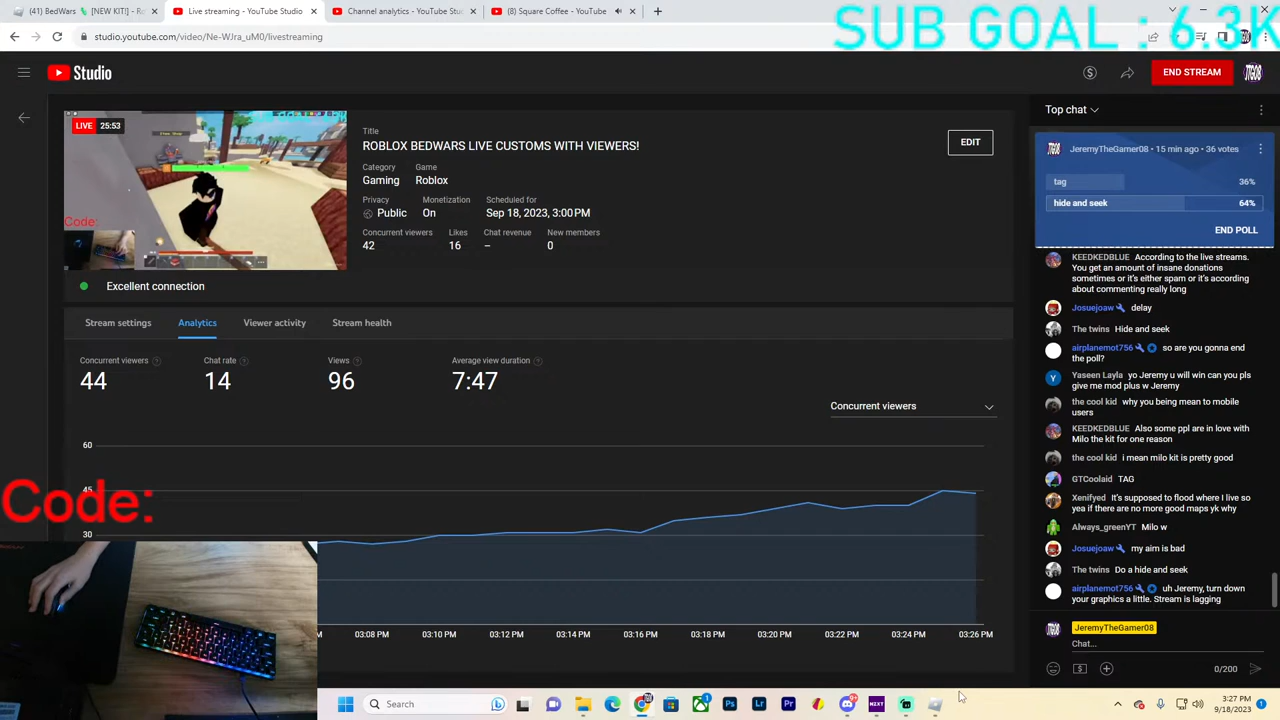 (41) BedWars 🦎 [NEW KIT!] - Ro
Live streaming - YouTube Studio
Channel analytics - YouTube Stu
(8) Square Coffee - YouTube
studio.youtube.com/video/Ne-WJra_uM0/livestreaming
SUB GOAL : 6.3K
Studio
END STREAM
LIVE 25:53
Code:
Title
ROBLOX BEDWARS LIVE CUSTOMS WITH VIEWERS!
EDIT
Category Game
Gaming Roblox
Privacy Monetization Scheduled for
Public On Sep 18, 2023, 3:00 PM
Concurrent viewers Likes Chat revenue New members
42 16 – 0
Excellent connection
Stream settings Analytics Viewer activity Stream health
Concurrent viewers Chat rate Views Average view duration
44 14 96 7:47
Concurrent viewers
60
45
30
Code:
03:08 PM 03:10 PM 03:12 PM 03:14 PM 03:16 PM 03:18 PM 03:20 PM 03:22 PM 03:24 PM 03:26 PM
Top chat
JeremyTheGamer08 • 15 min ago • 36 votes
tag 36%
hide and seek 64%
END POLL
KEEDKEDBLUE According to the live streams.
You get an amount of insane donations
sometimes or it's either spam or it's according
about commenting really long
Josuejoaw delay
The twins Hide and seek
airplanemot756 so are you gonna end
the poll?
Yaseen Layla yo Jeremy u will win can you pls
give me mod plus w Jeremy
the cool kid why you being mean to mobile
users
KEEDKEDBLUE Also some ppl are in love with
Milo the kit for one reason
the cool kid i mean milo kit is pretty good
GTCoolaid TAG
Xenifyed It's supposed to flood where I live so
yea if there are no more good maps yk why
Always_greenYT Milo w
Josuejoaw my aim is bad
The twins Do a hide and seek
airplanemot756 uh Jeremy, turn down
your graphics a little. Stream is lagging
JeremyTheGamer08
Chat...
0/200
Search
3:27 PM
9/18/2023